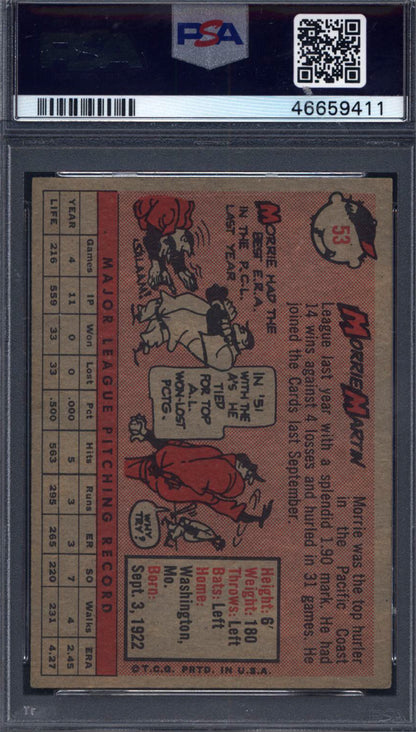 PSA
46659411
53
MORRIE MARTIN
Morrie was the top hurler
in the Pacific Coast
League last year with a splendid 1.90 mark. He had
14 wins against 4 losses and hurled in 31 games. He
joined the Cards last September.
MORRIE HAD THE
BEST E.R.A.
IN THE P.C.L.
LAST YEAR
(SALAAM)
IN '51
WITH THE
A'S HE
TIED
FOR TOP
A.L.
WON-LOST
PCTG.
WHY
TRY?
Height: 6'
Weight: 180
Throws: Left
Bats: Left
Home:
Washington,
Mo.
Born:
Sept. 3, 1922
MAJOR LEAGUE PITCHING RECORD
Games IP Won Lost Pct Hits Runs ER SO Walks ERA
YEAR 4 11 0 0 .000 5 3 3 7 4 2.45
LIFE 216 559 33 33 .500 563 295 265 220 231 4.27
©T.C.G. PRTD. IN U.S.A.